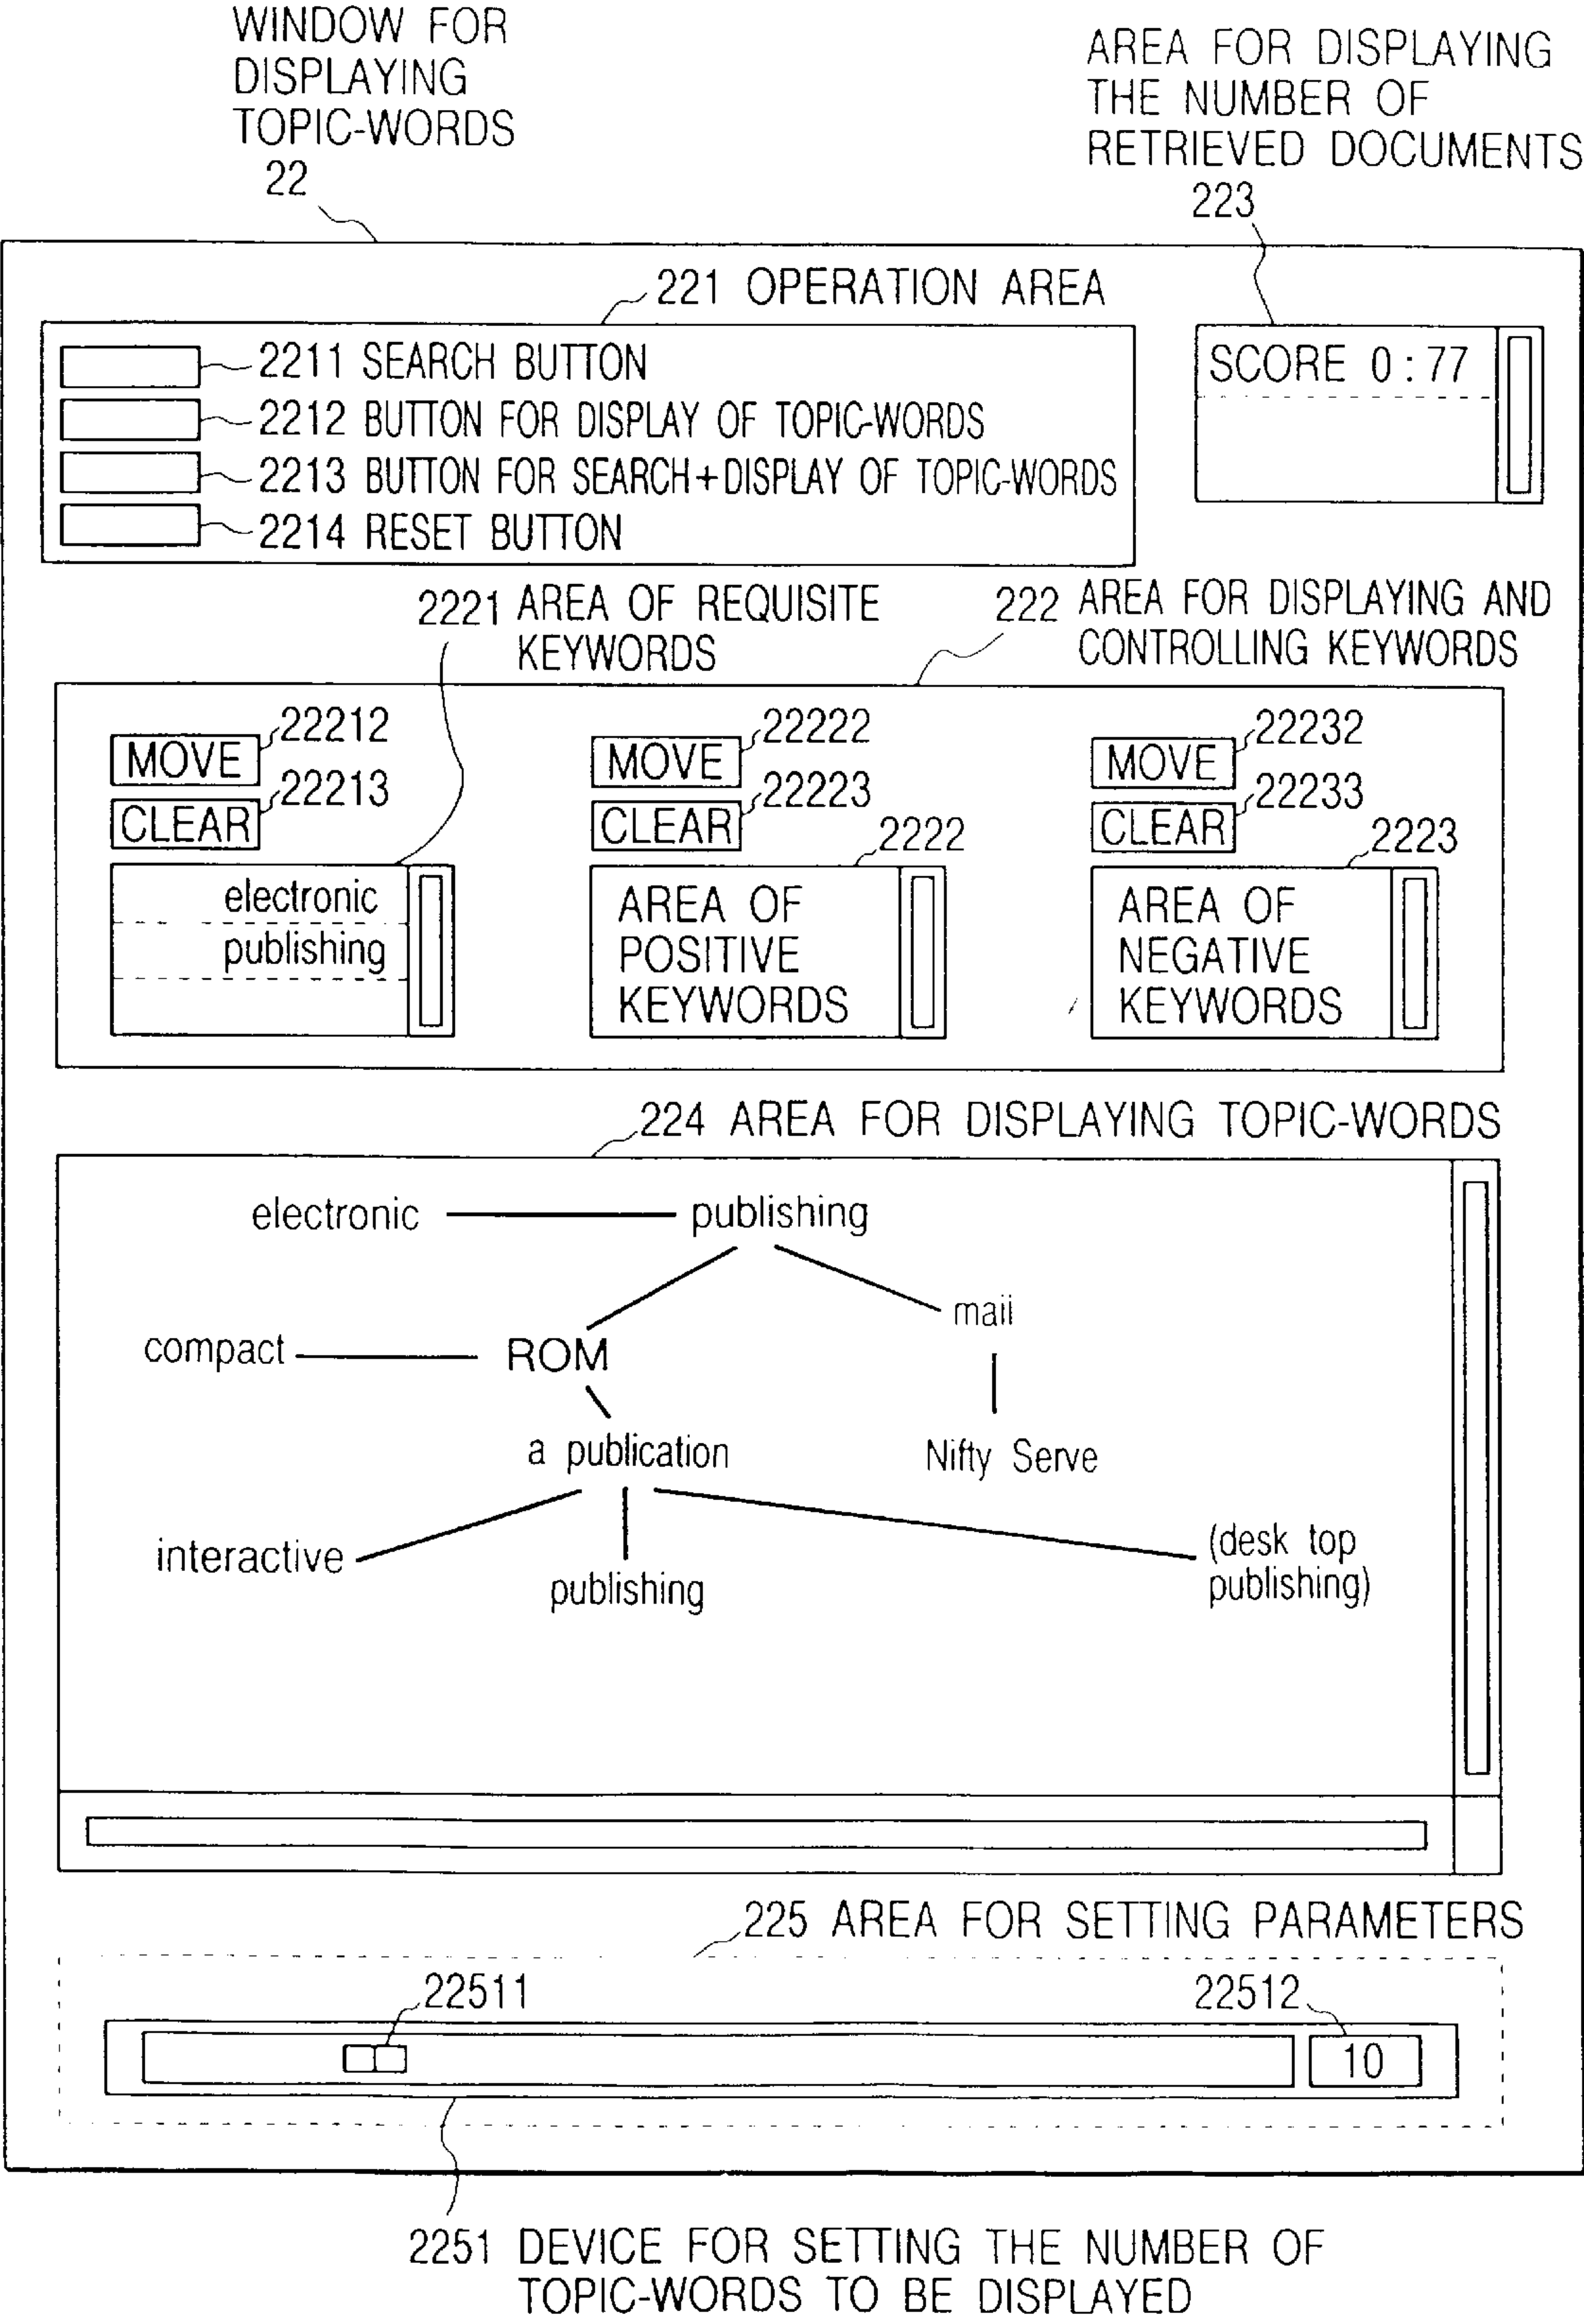 WINDOW FOR
DISPLAYING
TOPIC-WORDS
22
AREA FOR DISPLAYING
THE NUMBER OF
RETRIEVED DOCUMENTS
223
221 OPERATION AREA
2211 SEARCH BUTTON
2212 BUTTON FOR DISPLAY OF TOPIC-WORDS
2213 BUTTON FOR SEARCH+DISPLAY OF TOPIC-WORDS
2214 RESET BUTTON
SCORE 0 : 77
2221 AREA OF REQUISITE
KEYWORDS
222 AREA FOR DISPLAYING AND
CONTROLLING KEYWORDS
MOVE 22212
CLEAR 22213
electronic
publishing
MOVE 22222
CLEAR 22223
2222
AREA OF
POSITIVE
KEYWORDS
MOVE 22232
CLEAR 22233
2223
AREA OF
NEGATIVE
KEYWORDS
224 AREA FOR DISPLAYING TOPIC-WORDS
electronic publishing
mail
compact ROM
a publication Nifty Serve
interactive
publishing
(desk top
publishing)
225 AREA FOR SETTING PARAMETERS
22511
22512
10
2251 DEVICE FOR SETTING THE NUMBER OF
TOPIC-WORDS TO BE DISPLAYED